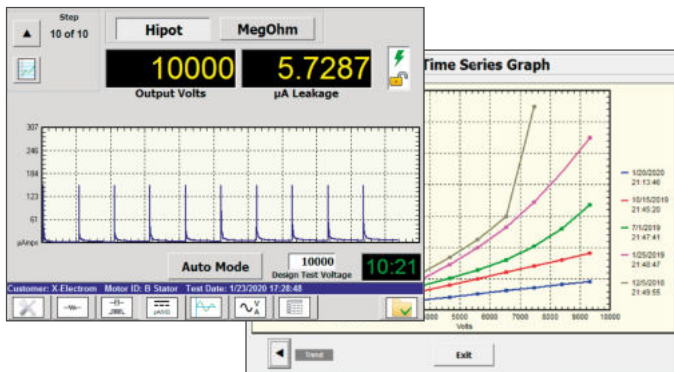 Step
10 of 10
Hipot
MegOhm
10000
5.7287
Output Volts
µA Leakage
307
246
184
123
61
µAmps
Auto Mode
10000
Design Test Voltage
10:21
Customer: X-Electrom Motor ID: B Stator Test Date: 1/23/2020 17:28:48
Time Series Graph
1/20/2020
21:13:46
10/15/2019
21:45:20
7/1/2019
21:47:41
1/25/2019
21:48:47
12/5/2018
21:49:55
5000
6000
7000
8000
9000
10000
Volts
Trend
Exit